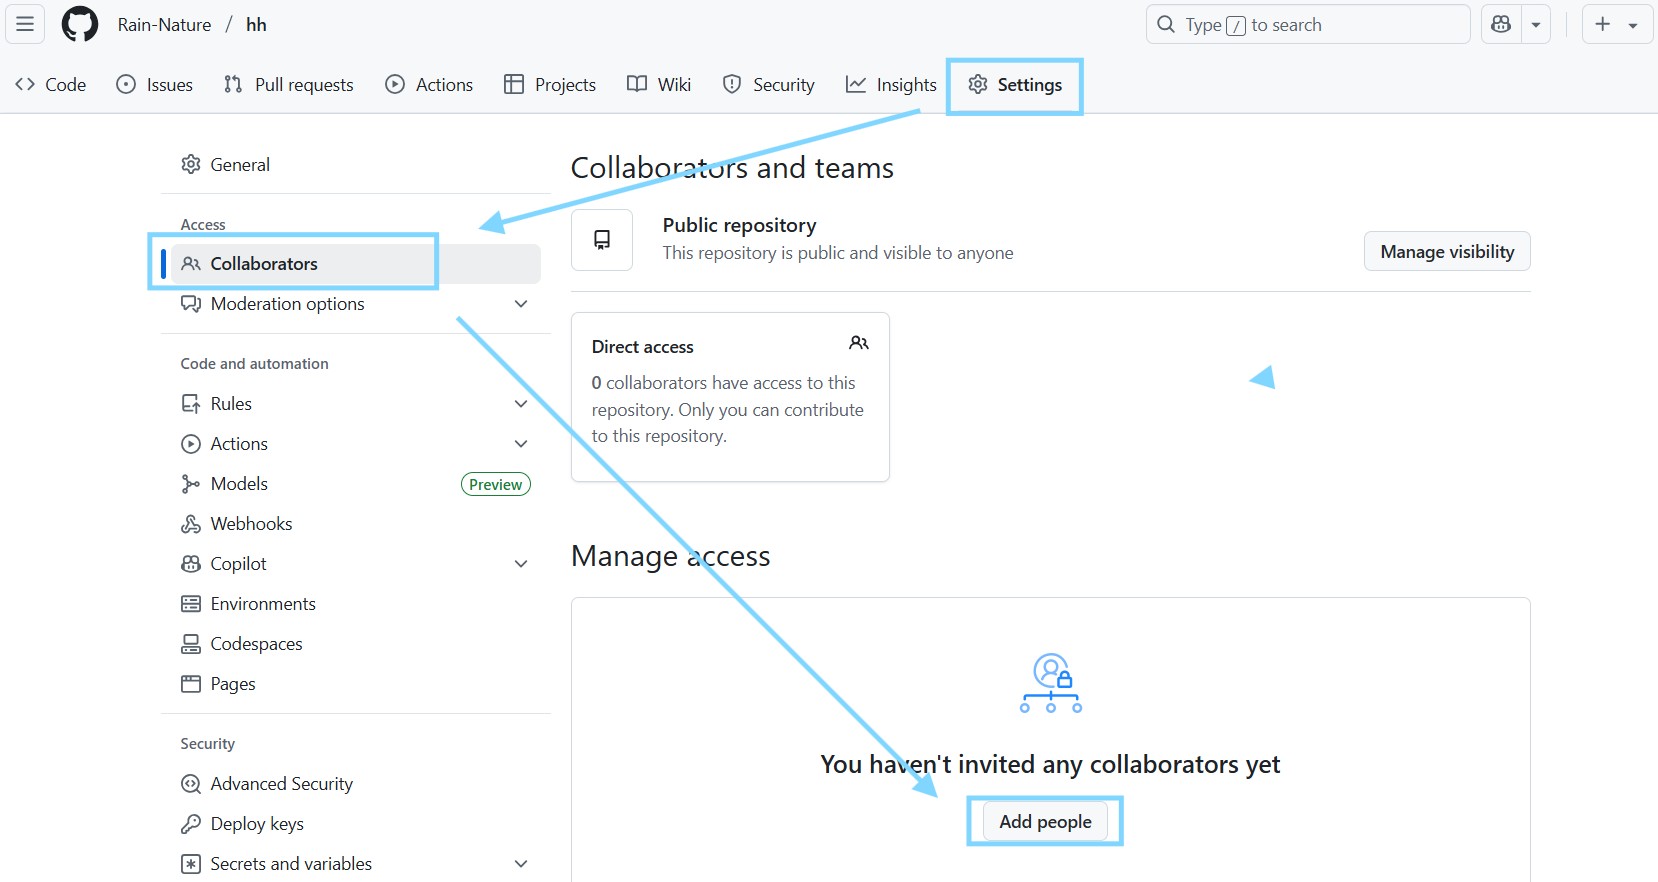 Rain-Nature / hh
Type / to search
Code Issues Pull requests Actions Projects Wiki Security Insights Settings
General
Access
Collaborators
Moderation options
Code and automation
Rules
Actions
Models Preview
Webhooks
Copilot
Environments
Codespaces
Pages
Security
Advanced Security
Deploy keys
Secrets and variables
Collaborators and teams
Public repository
This repository is public and visible to anyone
Manage visibility
Direct access
0 collaborators have access to this
repository. Only you can contribute
to this repository.
Manage access
You haven't invited any collaborators yet
Add people